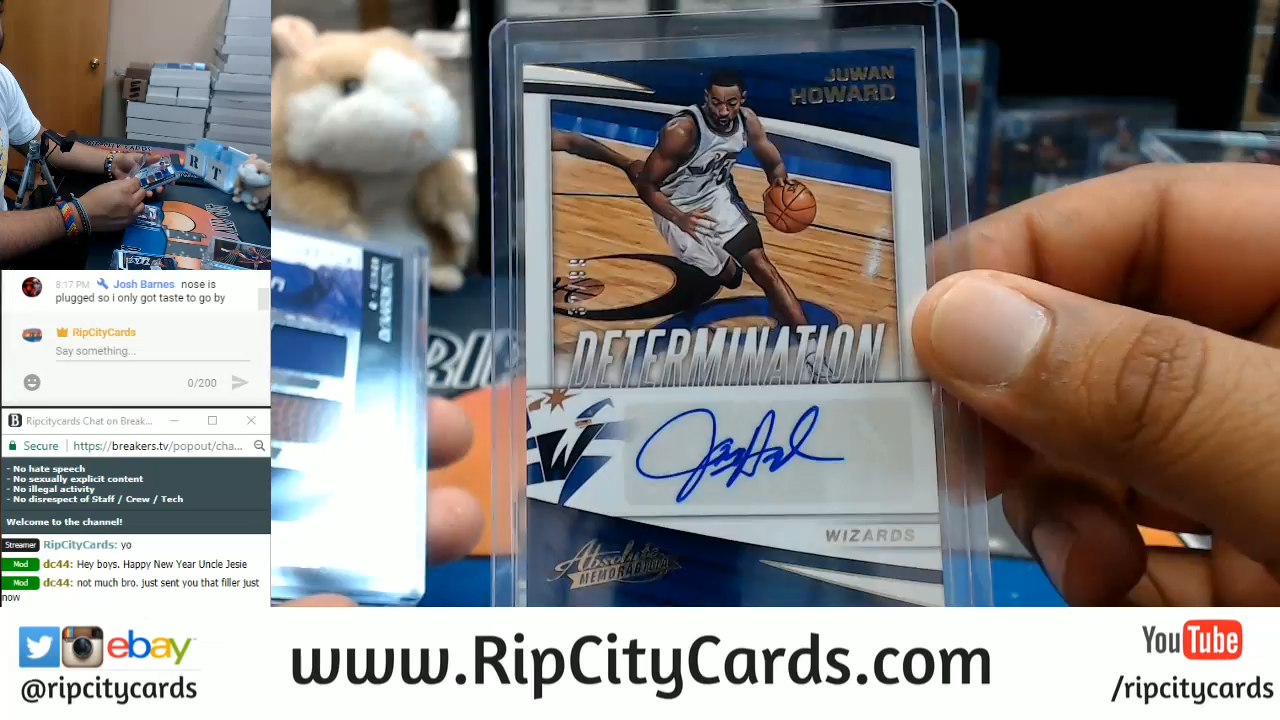 JUWAN
HOWARD
DETERMINATION
WIZARDS
Absolute
MEMORABILIA
R T
8:17 PM Josh Barnes nose is
plugged so i only got taste to go by
RipCityCards
Say something...
0/200
Ripcitycards Chat on Break...
Secure https://breakers.tv/popout/cha...
- No hate speech
- No sexually explicit content
- No illegal activity
- No disrespect of Staff / Crew / Tech
Welcome to the channel!
Streamer RipCityCards: yo
Mod dc44: Hey boys. Happy New Year Uncle Jesie
Mod dc44: not much bro. just sent you that filler just
now
ebay
@ripcitycards
www.RipCityCards.com
YouTube
/ripcitycards